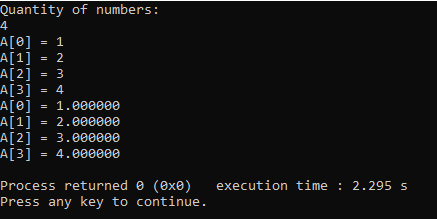 Quantity of numbers:
4
A[0] = 1
A[1] = 2
A[2] = 3
A[3] = 4
A[0] = 1.000000
A[1] = 2.000000
A[2] = 3.000000
A[3] = 4.000000
Process returned 0 (0x0)   execution time : 2.295 s
Press any key to continue.